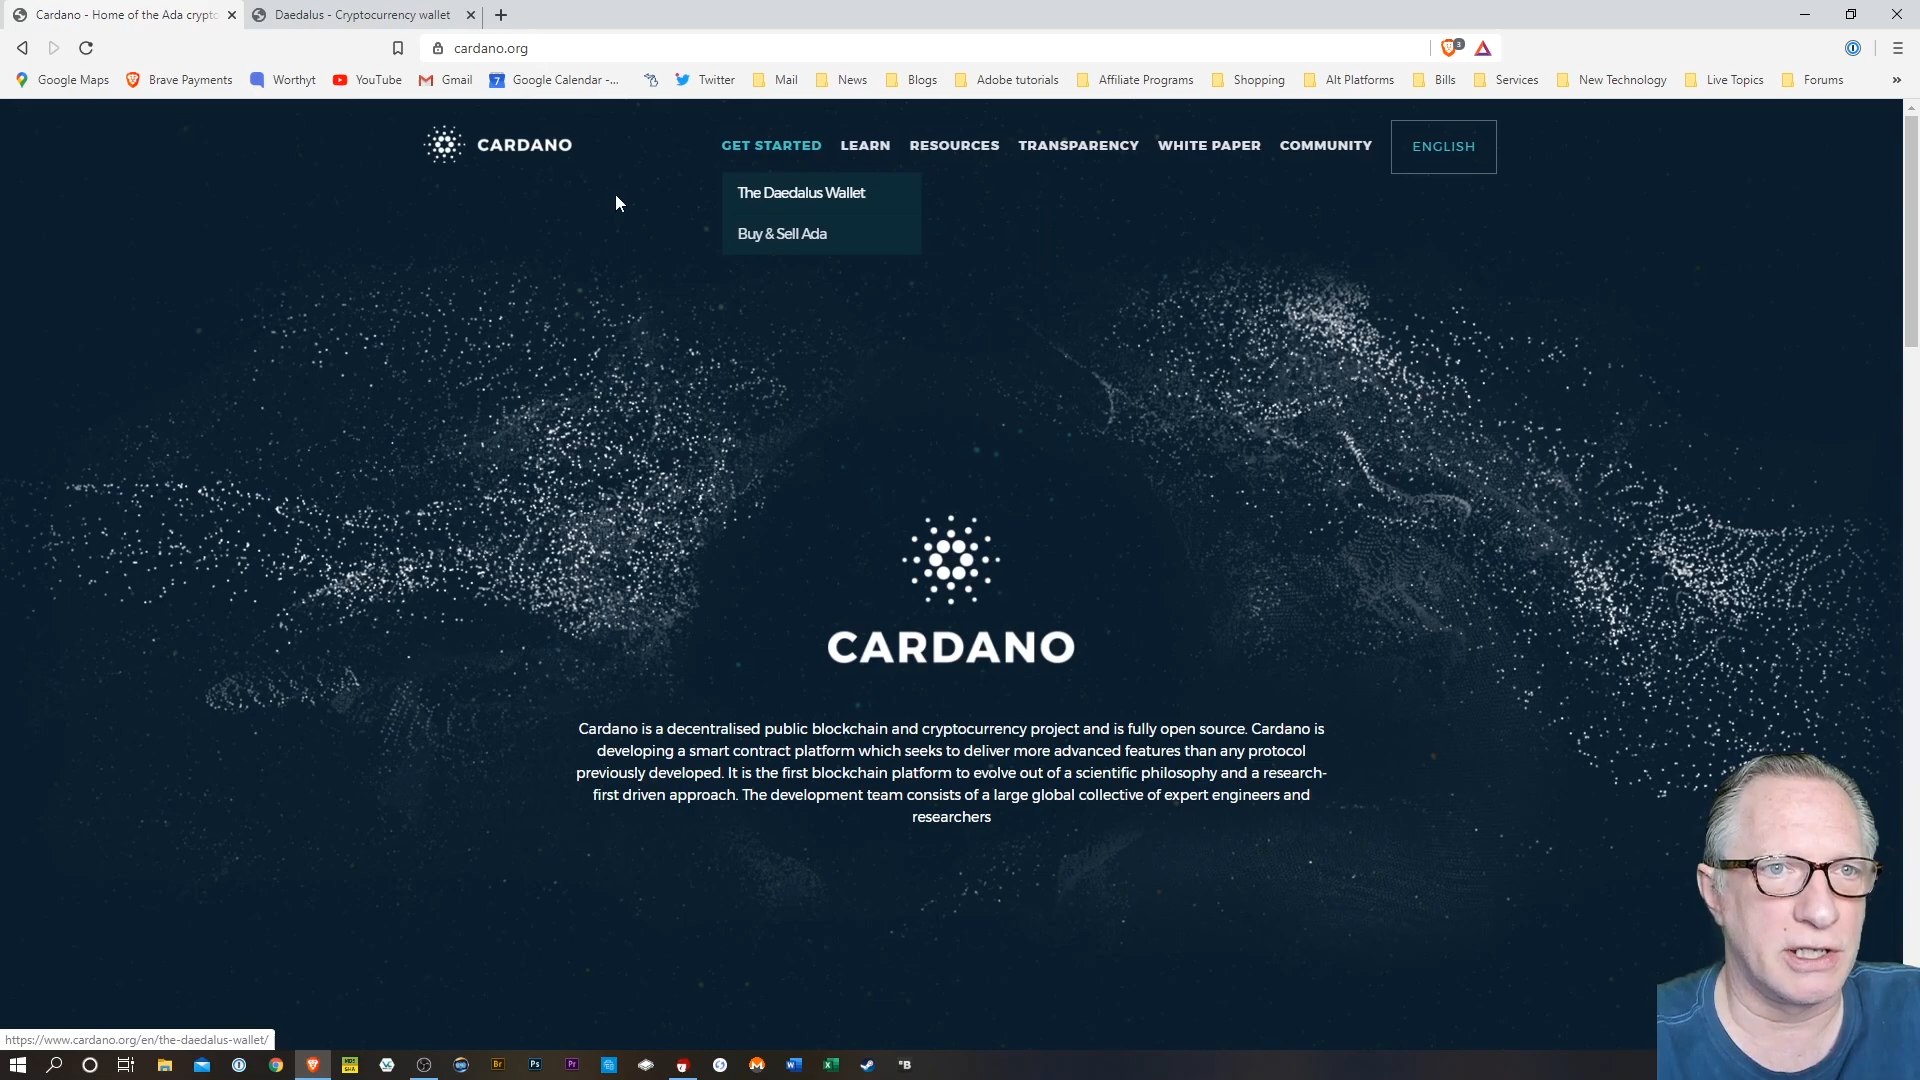 Cardano - Home of the Ada crypto
Daedalus - Cryptocurrency wallet
cardano.org
3
Google Maps
Brave Payments
Worthyt
YouTube
Gmail
7
Google Calendar -...
Twitter
Mail
News
Blogs
Adobe tutorials
Affiliate Programs
Shopping
Alt Platforms
Bills
Services
New Technology
Live Topics
Forums
»
CARDANO
GET STARTED
LEARN
RESOURCES
TRANSPARENCY
WHITE PAPER
COMMUNITY
ENGLISH
The Daedalus Wallet
Buy & Sell Ada
CARDANO
Cardano is a decentralised public blockchain and cryptocurrency project and is fully open source. Cardano is
developing a smart contract platform which seeks to deliver more advanced features than any protocol
previously developed. It is the first blockchain platform to evolve out of a scientific philosophy and a research-
first driven approach. The development team consists of a large global collective of expert engineers and
researchers
https://www.cardano.org/en/the-daedalus-wallet/
Br
Ps
Pr